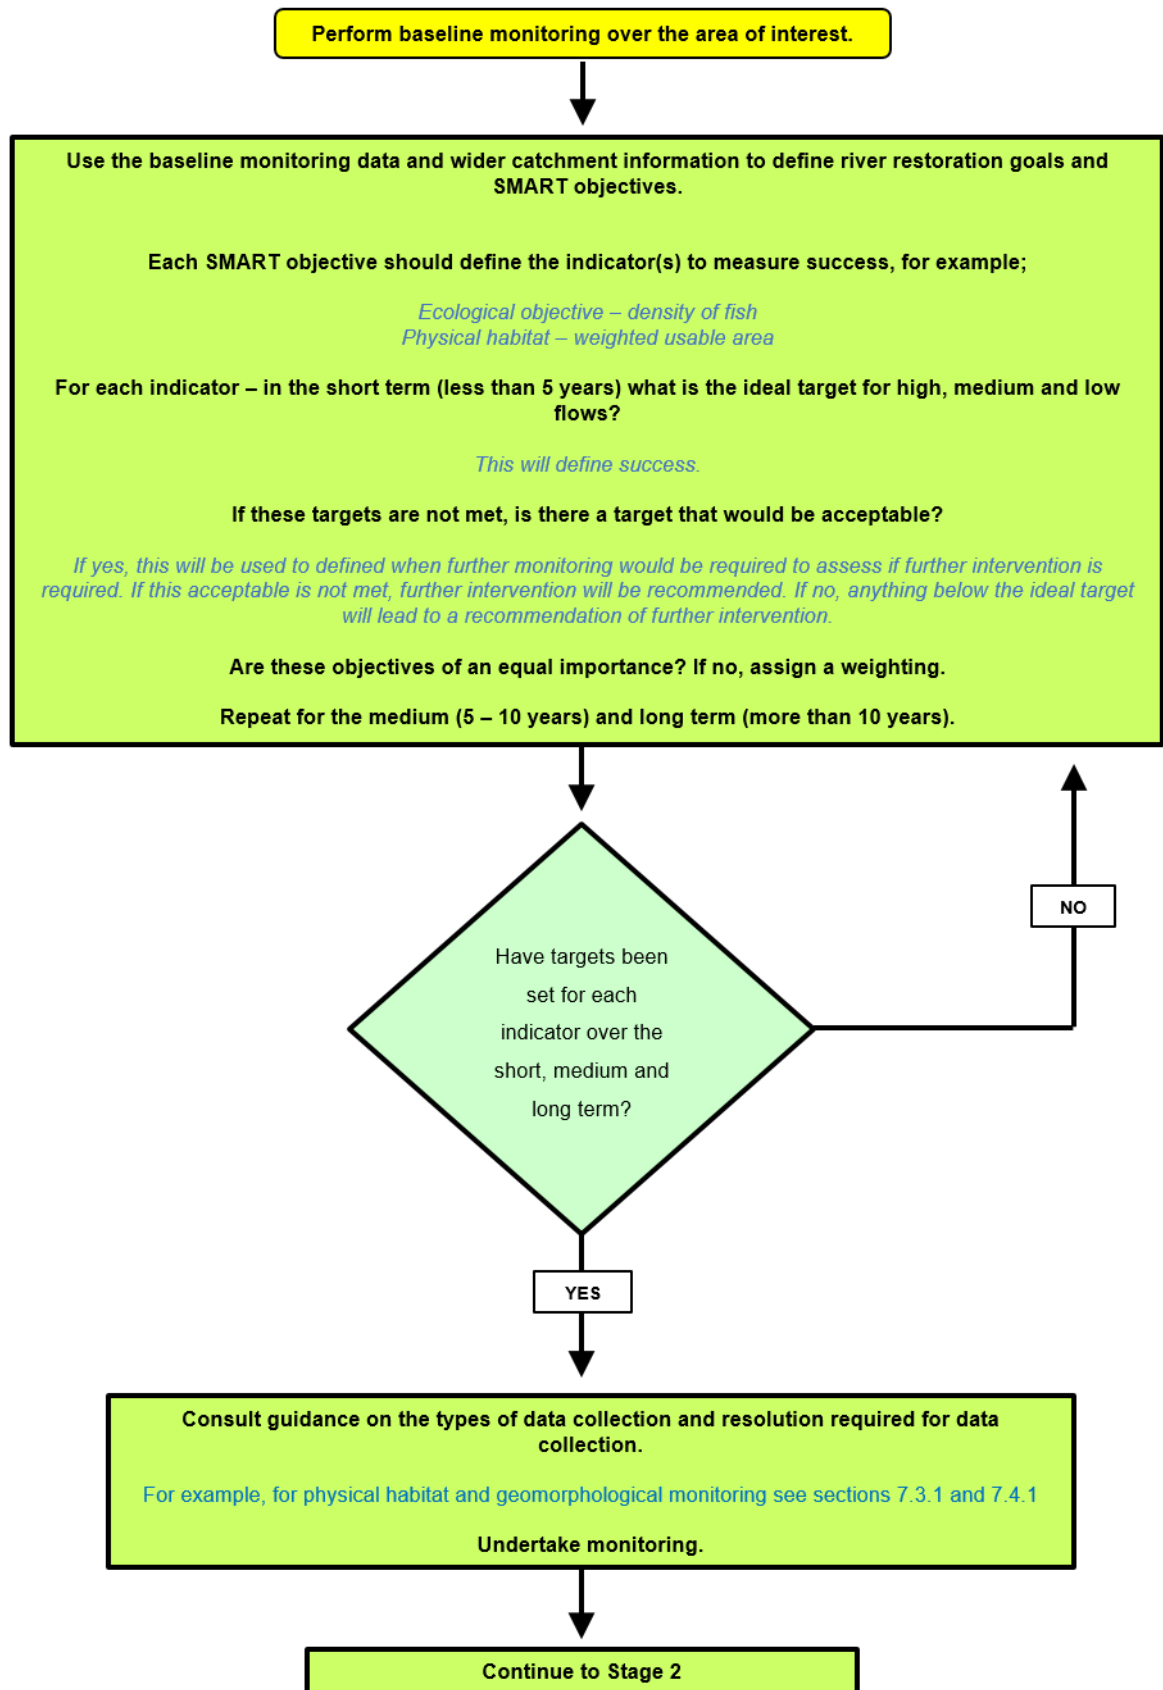 Perform baseline monitoring over the area of interest.
Use the baseline monitoring data and wider catchment information to define river restoration goals and
SMART objectives.
Each SMART objective should define the indicator(s) to measure success, for example;
Ecological objective – density of fish
Physical habitat – weighted usable area
For each indicator – in the short term (less than 5 years) what is the ideal target for high, medium and low
flows?
This will define success.
If these targets are not met, is there a target that would be acceptable?
If yes, this will be used to defined when further monitoring would be required to assess if further intervention is
required. If this acceptable is not met, further intervention will be recommended. If no, anything below the ideal target
will lead to a recommendation of further intervention.
Are these objectives of an equal importance? If no, assign a weighting.
Repeat for the medium (5 – 10 years) and long term (more than 10 years).
NO
Have targets been
set for each
indicator over the
short, medium and
long term?
YES
Consult guidance on the types of data collection and resolution required for data
collection.
For example, for physical habitat and geomorphological monitoring see sections 7.3.1 and 7.4.1
Undertake monitoring.
Continue to Stage 2